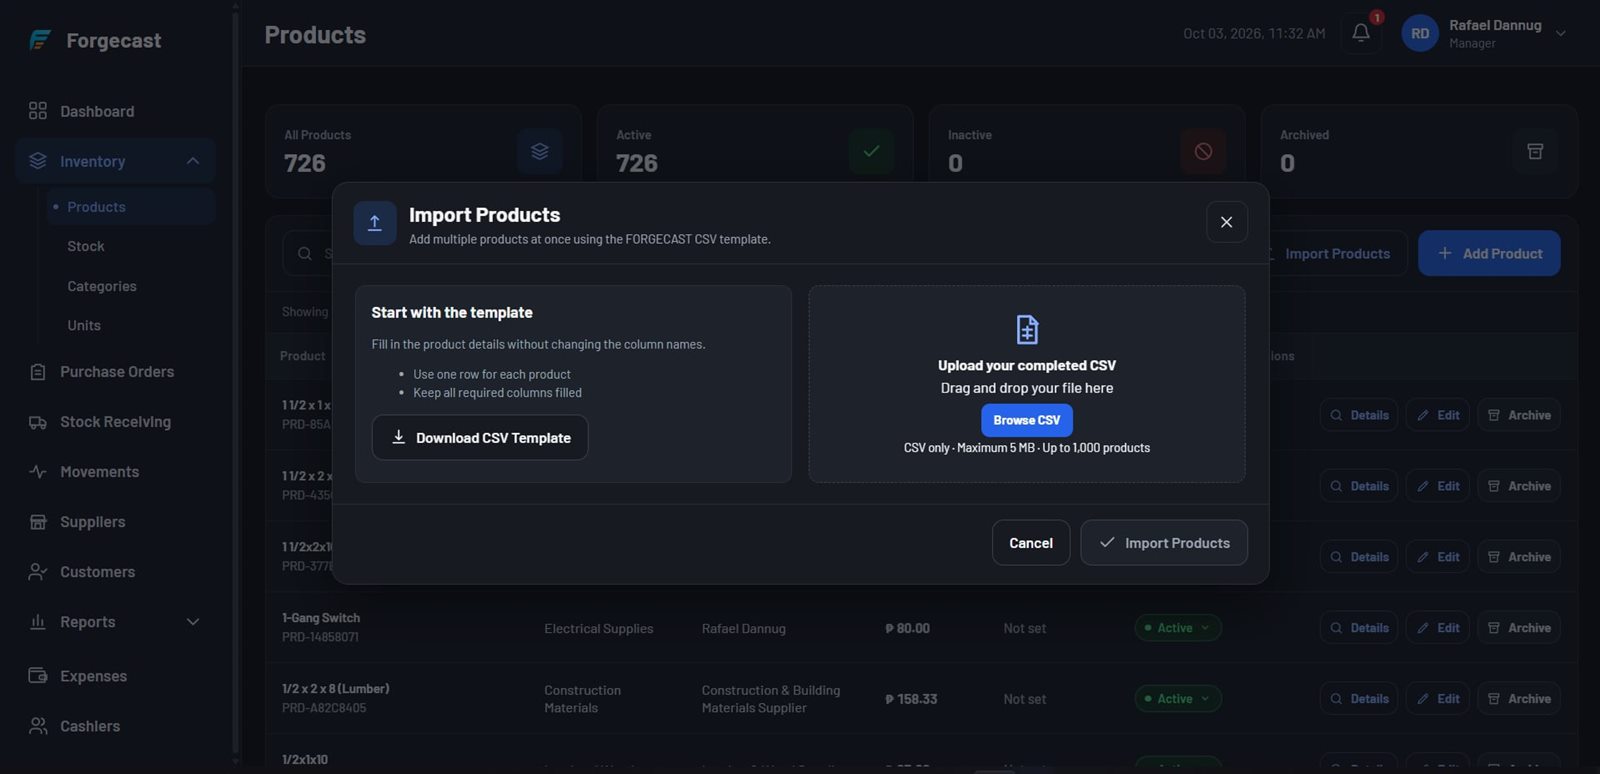 Forgecast
Products
Oct 03, 2026, 11:32 AM
1
RD
Rafael Dannug
Manager
Dashboard
Inventory
Products
Stock
Categories
Units
Purchase Orders
Stock Receiving
Movements
Suppliers
Customers
Reports
Expenses
Cashiers
All Products
726
Active
726
Inactive
0
Archived
0
Import Products
Add Product
Showing
Product
Import Products
Add multiple products at once using the FORGECAST CSV template.
Start with the template
Fill in the product details without changing the column names.
• Use one row for each product
• Keep all required columns filled
Download CSV Template
Upload your completed CSV
Drag and drop your file here
Browse CSV
CSV only · Maximum 5 MB · Up to 1,000 products
Cancel
Import Products
Details Edit Archive
Details Edit Archive
Details Edit Archive
1-Gang Switch
PRD-14858071
Electrical Supplies
Rafael Dannug
₱ 80.00
Not set
Active
Details Edit Archive
1/2 x 2 x 8 (Lumber)
PRD-A82C8405
Construction
Materials
Construction & Building
Materials Supplier
₱ 158.33
Not set
Active
Details Edit Archive
1/2x1x10